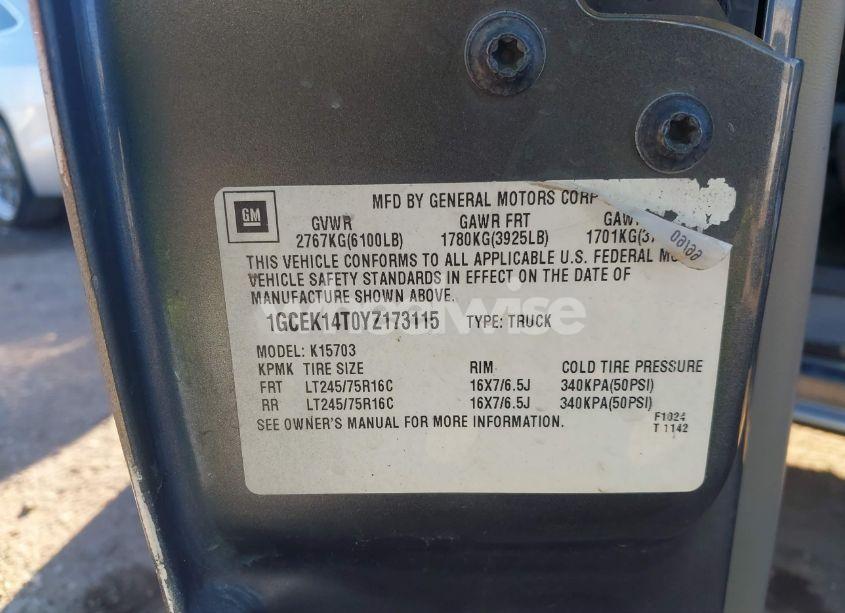 MFD BY GENERAL MOTORS CORP
GM
GVWR GAWR FRT
2767KG(6100LB) 1780KG(3925LB) 1701KG(
THIS VEHICLE CONFORMS TO ALL APPLICABLE U.S. FEDERAL
VEHICLE SAFETY STANDARDS IN EFFECT ON THE DATE OF
MANUFACTURE SHOWN ABOVE.
1GCEK14T0YZ173115 TYPE: TRUCK
MODEL: K15703
KPMK TIRE SIZE RIM COLD TIRE PRESSURE
FRT LT245/75R16C 16X7/6.5J 340KPA(50PSI)
RR LT245/75R16C 16X7/6.5J 340KPA(50PSI)
SEE OWNER'S MANUAL FOR MORE INFORMATION.
F1024
T 1142